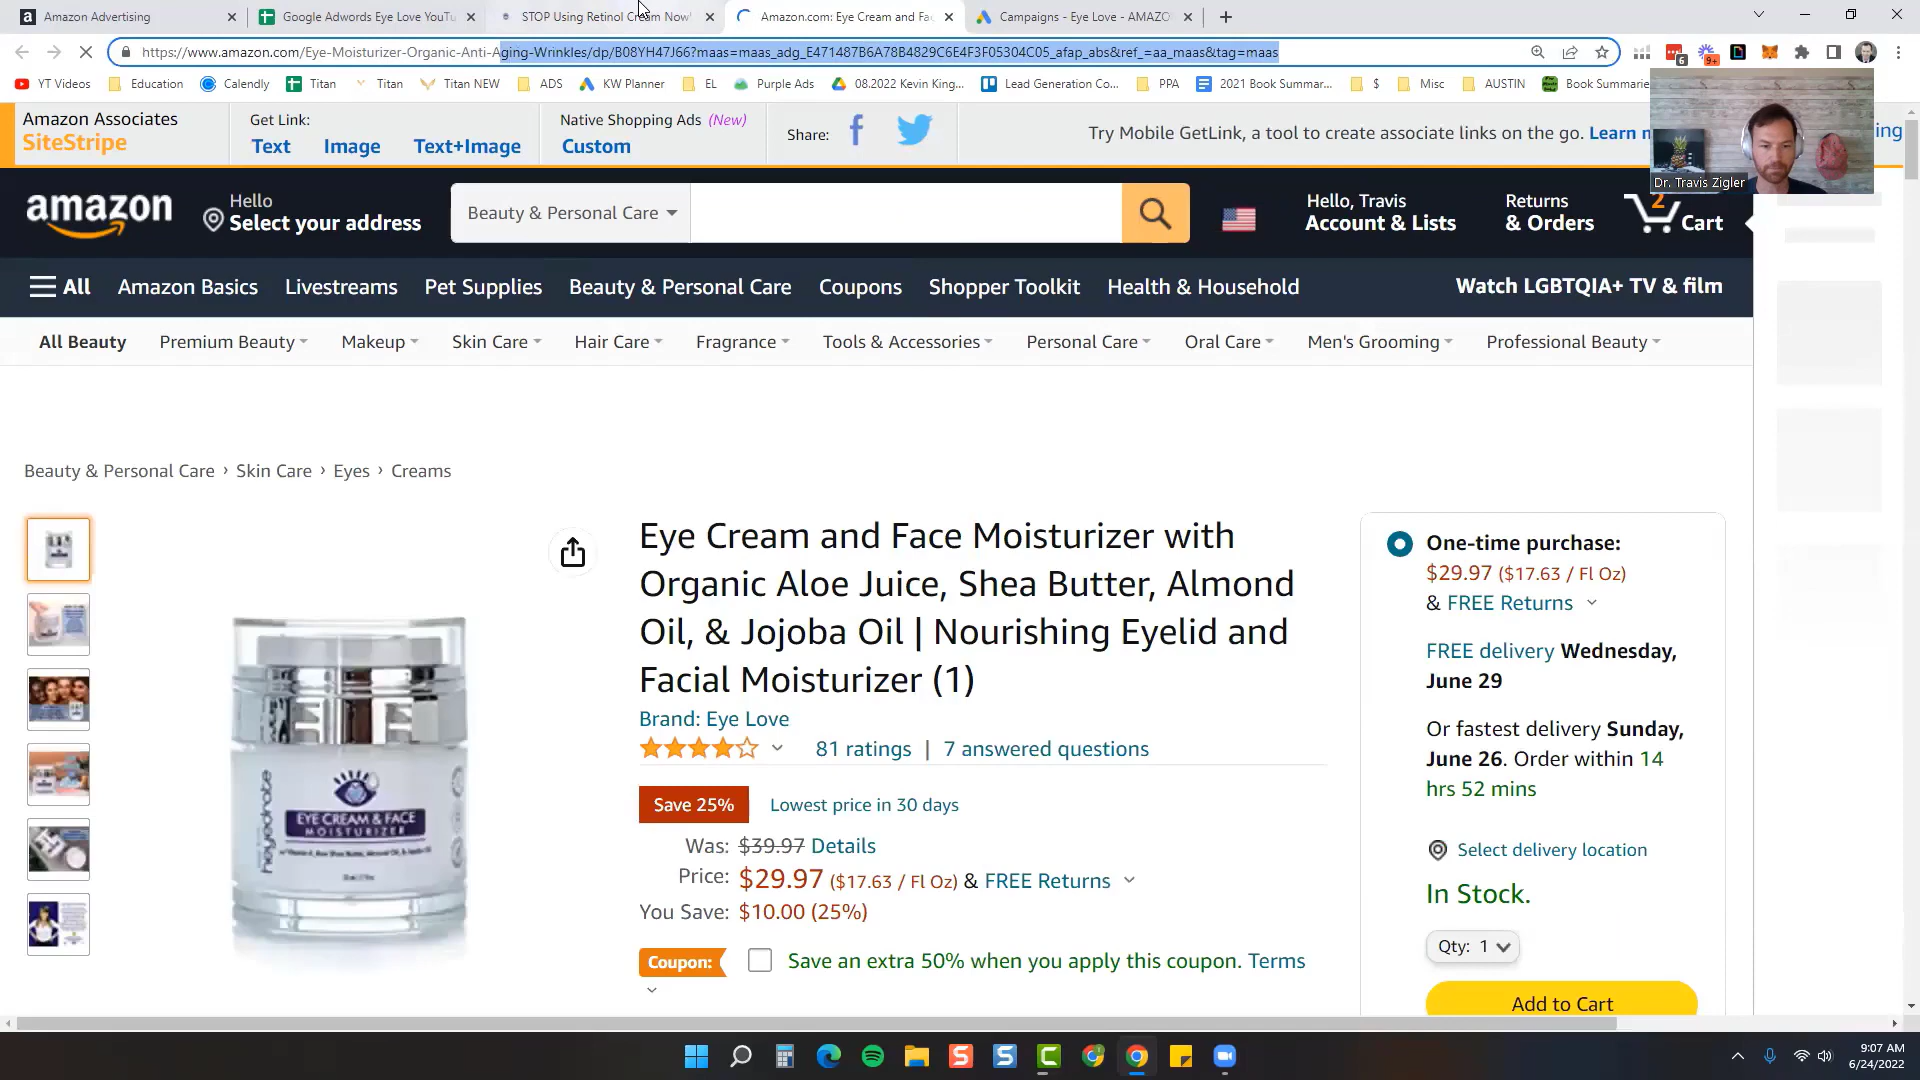 Amazon Advertising
Google Adwords Eye Love YouTu
STOP Using Retinol Cream Now!
Amazon.com: Eye Cream and Fac
Campaigns - Eye Love - AMAZO
https://www.amazon.com/Eye-Moisturizer-Organic-Anti-Aging-Wrinkles/dp/B08YH47J66?maas=maas_adg_E471487B6A78B4829C6E4F3F05304C05_afap_abs&ref_=aa_maas&tag=maas
6
9+
YT Videos
Education
Calendly
Titan
Titan
Titan NEW
ADS
KW Planner
EL
Purple Ads
08.2022 Kevin King...
Lead Generation Co...
PPA
2021 Book Summar...
$
Misc
AUSTIN
Book Summarie
Amazon Associates
SiteStripe
Get Link:
Text Image Text+Image
Native Shopping Ads (New)
Custom
Share:
Try Mobile GetLink, a tool to create associate links on the go. Learn m
ing
Dr. Travis Zigler
amazon
Hello
Select your address
Beauty & Personal Care
Hello, Travis
Account & Lists
Returns
& Orders
2
Cart
All
Amazon Basics
Livestreams
Pet Supplies
Beauty & Personal Care
Coupons
Shopper Toolkit
Health & Household
Watch LGBTQIA+ TV & film
All Beauty
Premium Beauty
Makeup
Skin Care
Hair Care
Fragrance
Tools & Accessories
Personal Care
Oral Care
Men's Grooming
Professional Beauty
Beauty & Personal Care › Skin Care › Eyes › Creams
Eye Cream and Face Moisturizer with
Organic Aloe Juice, Shea Butter, Almond
Oil, & Jojoba Oil | Nourishing Eyelid and
Facial Moisturizer (1)
Brand: Eye Love
81 ratings | 7 answered questions
Save 25%
Lowest price in 30 days
Was: $39.97 Details
Price: $29.97 ($17.63 / Fl Oz) & FREE Returns
You Save: $10.00 (25%)
Coupon:
Save an extra 50% when you apply this coupon. Terms
heyedrate
EYE CREAM & FACE
MOISTURIZER
One-time purchase:
$29.97 ($17.63 / Fl Oz)
& FREE Returns
FREE delivery Wednesday,
June 29
Or fastest delivery Sunday,
June 26. Order within 14
hrs 52 mins
Select delivery location
In Stock.
Qty: 1
Add to Cart
9:07 AM
6/24/2022